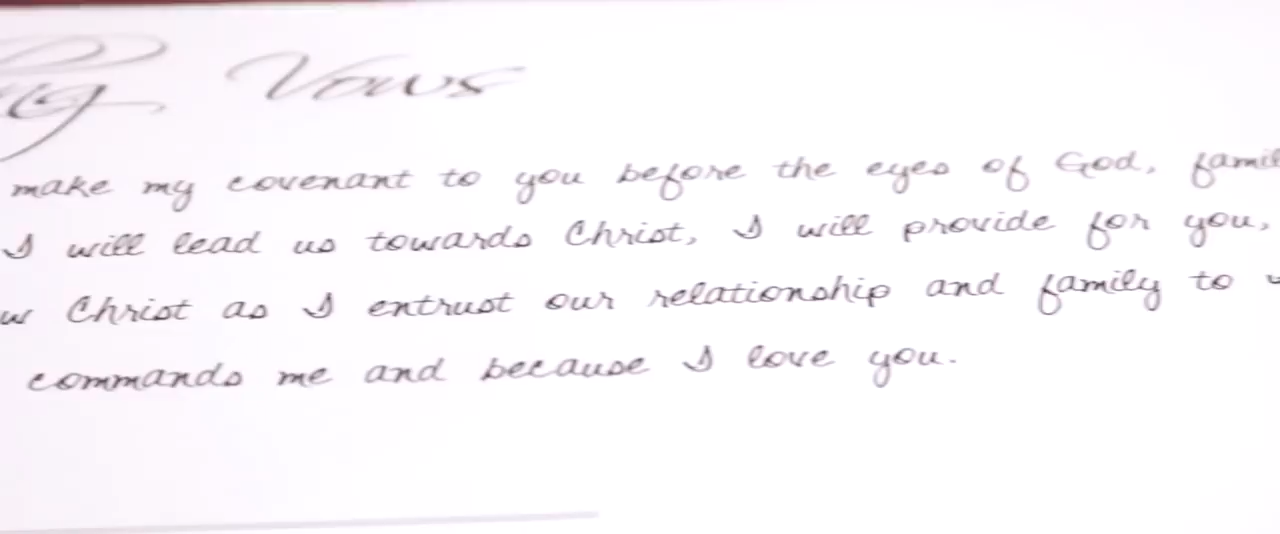 Vows
make my covenant to you before the eyes of God,
I will lead us towards Christ, I will provide for you,
Christ as I entrust our relationship and family to
commands me and because I love you.